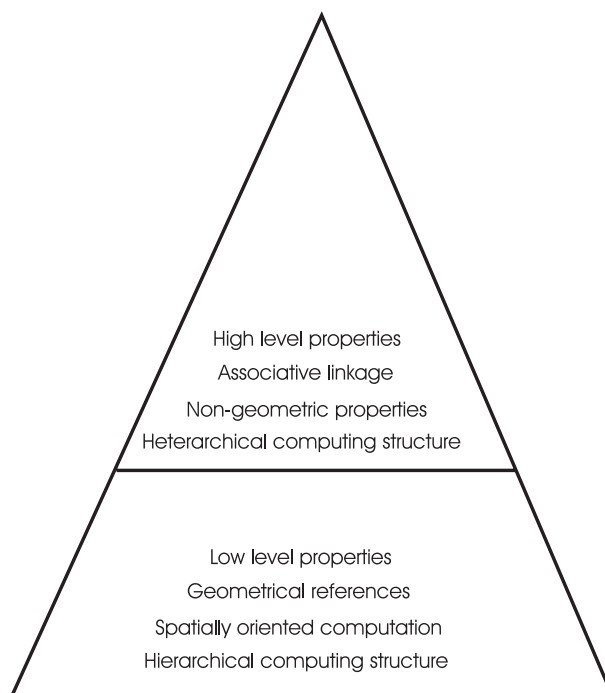 High level properties
Associative linkage
Non-geometric properties
Heterarchical computing structure
Low level properties
Geometrical references
Spatially oriented computation
Hierarchical computing structure